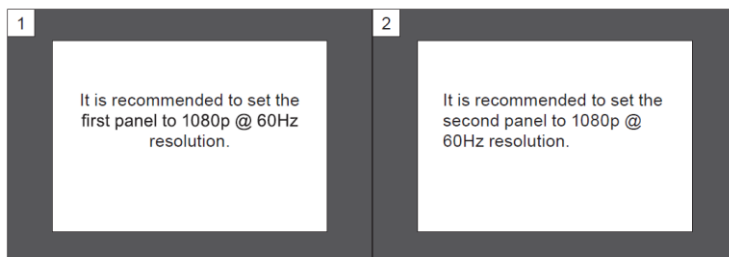 1
It is recommended to set the
first panel to 1080p @ 60Hz
resolution.
2
It is recommended to set the
second panel to 1080p @
60Hz resolution.